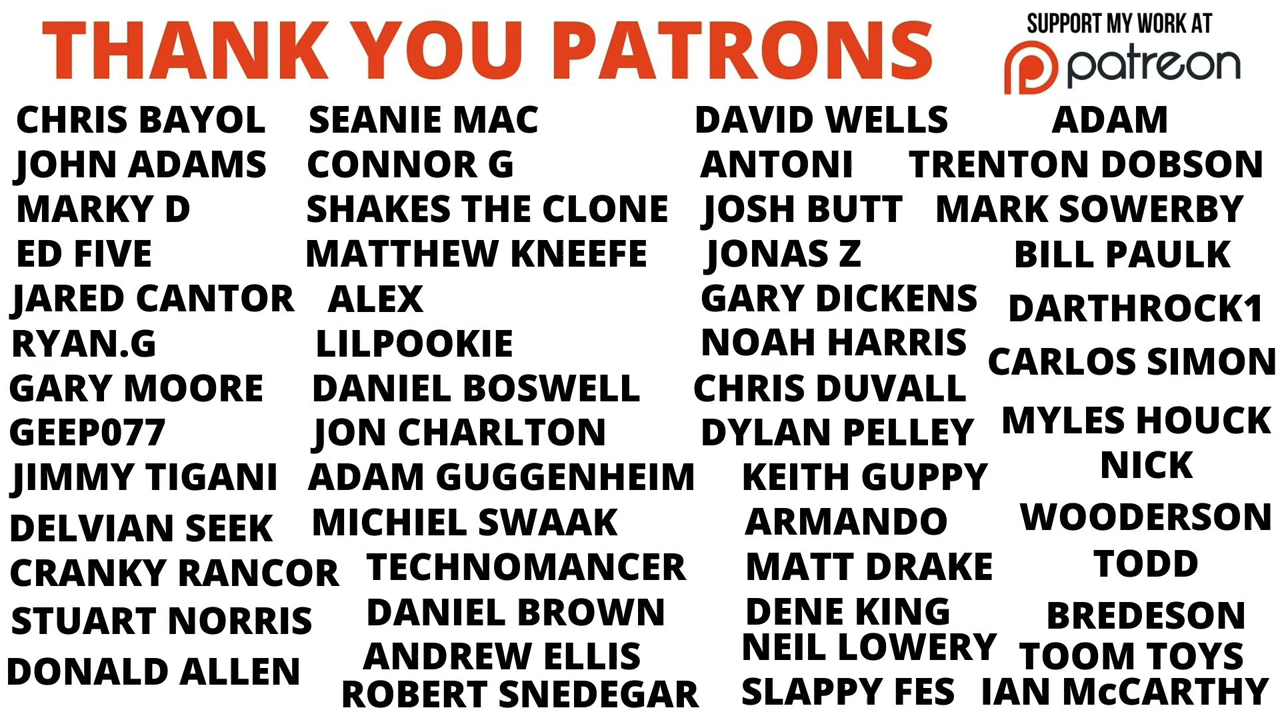 THANK YOU PATRONS
SUPPORT MY WORK AT
patreon
CHRIS BAYOL
JOHN ADAMS
MARKY D
ED FIVE
JARED CANTOR
RYAN.G
GARY MOORE
GEEP077
JIMMY TIGANI
DELVIAN SEEK
CRANKY RANCOR
STUART NORRIS
DONALD ALLEN
SEANIE MAC
CONNOR G
SHAKES THE CLONE
MATTHEW KNEEFE
ALEX
LILPOOKIE
DANIEL BOSWELL
JON CHARLTON
ADAM GUGGENHEIM
MICHIEL SWAAK
TECHNOMANCER
DANIEL BROWN
ANDREW ELLIS
ROBERT SNEDEGAR
DAVID WELLS
ANTONI
JOSH BUTT
JONAS Z
GARY DICKENS
NOAH HARRIS
CHRIS DUVALL
DYLAN PELLEY
KEITH GUPPY
ARMANDO
MATT DRAKE
DENE KING
NEIL LOWERY
SLAPPY FES
ADAM
TRENTON DOBSON
MARK SOWERBY
BILL PAULK
DARTHROCK1
CARLOS SIMON
MYLES HOUCK
NICK
WOODERSON
TODD
BREDESON
TOOM TOYS
IAN McCARTHY